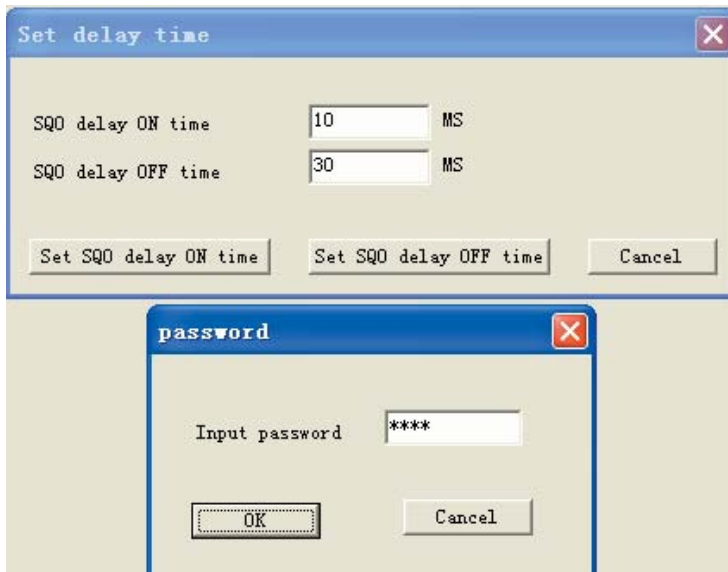 Set delay time
SQO delay ON time 10 MS
SQO delay OFF time 30 MS
Set SQO delay ON time Set SQO delay OFF time Cancel
password
Input password ****
OK Cancel